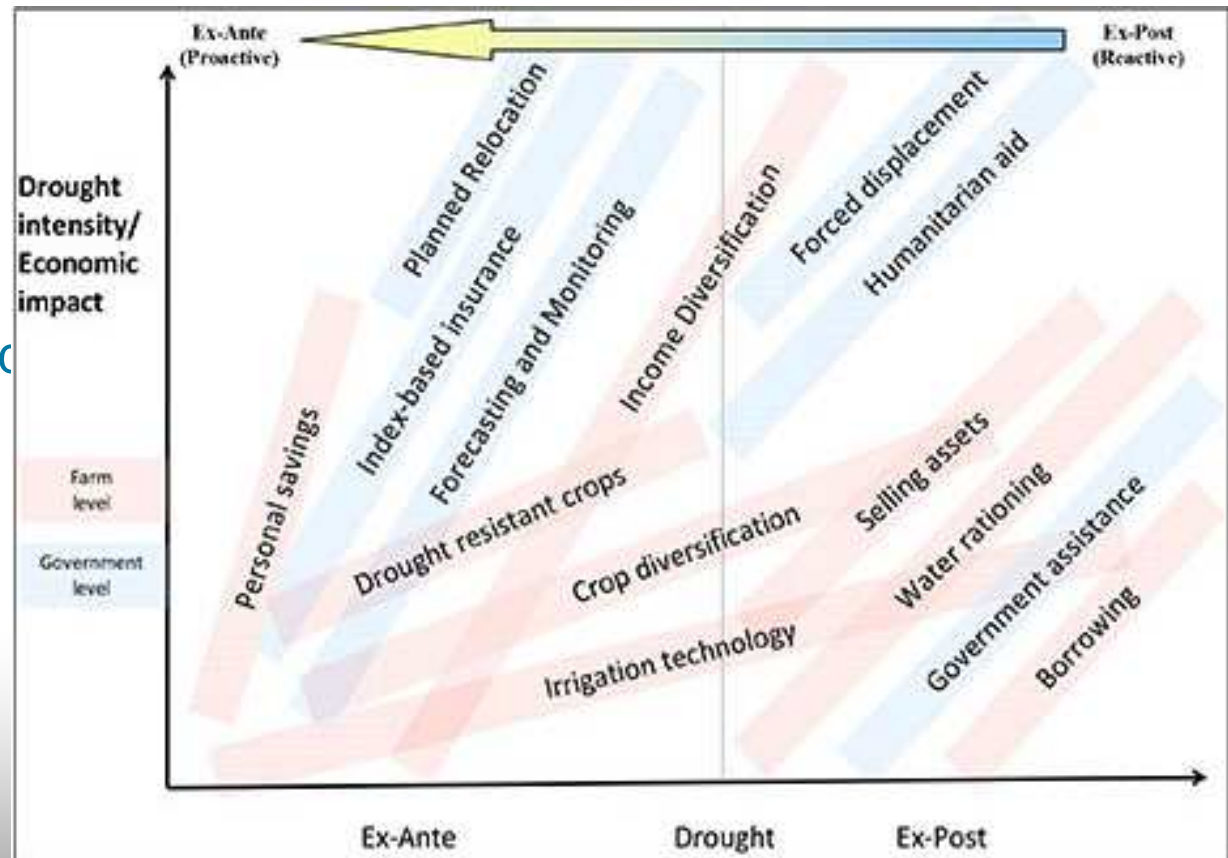 Ex-Ante
(Proactive)
Ex-Post
(Reactive)
Drought
intensity/
Economic
impact
Farm
level
Government
level
Personal savings
Planned Relocation
Index-based insurance
Forecasting and Monitoring
Income Diversification
Forced displacement
Humanitarian aid
Drought resistant crops
Crop diversification
Irrigation technology
Selling assets
Water rationing
Government assistance
Borrowing
Ex-Ante
Drought
Ex-Post